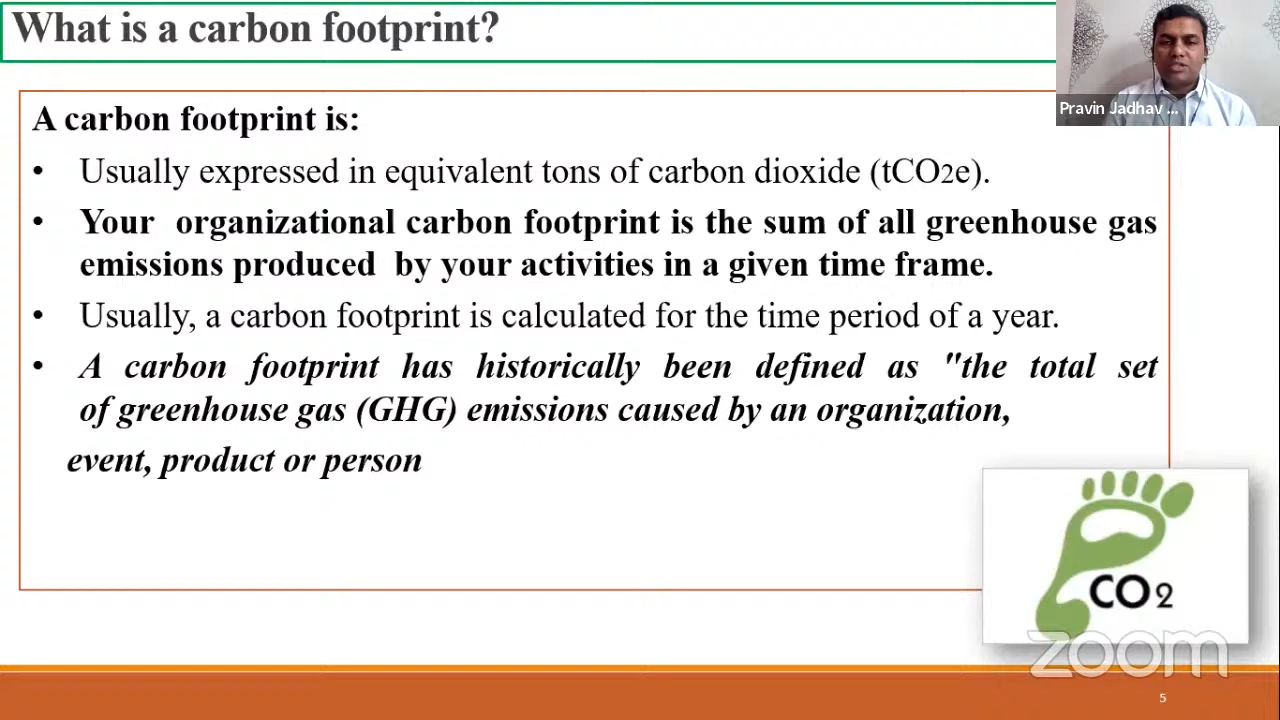 What is a carbon footprint?
Pravin Jadhav ...
A carbon footprint is:
• Usually expressed in equivalent tons of carbon dioxide (tCO2e).
• Your organizational carbon footprint is the sum of all greenhouse gas
emissions produced by your activities in a given time frame.
• Usually, a carbon footprint is calculated for the time period of a year.
• A carbon footprint has historically been defined as "the total set
of greenhouse gas (GHG) emissions caused by an organization,
event, product or person
CO2
zoom
5